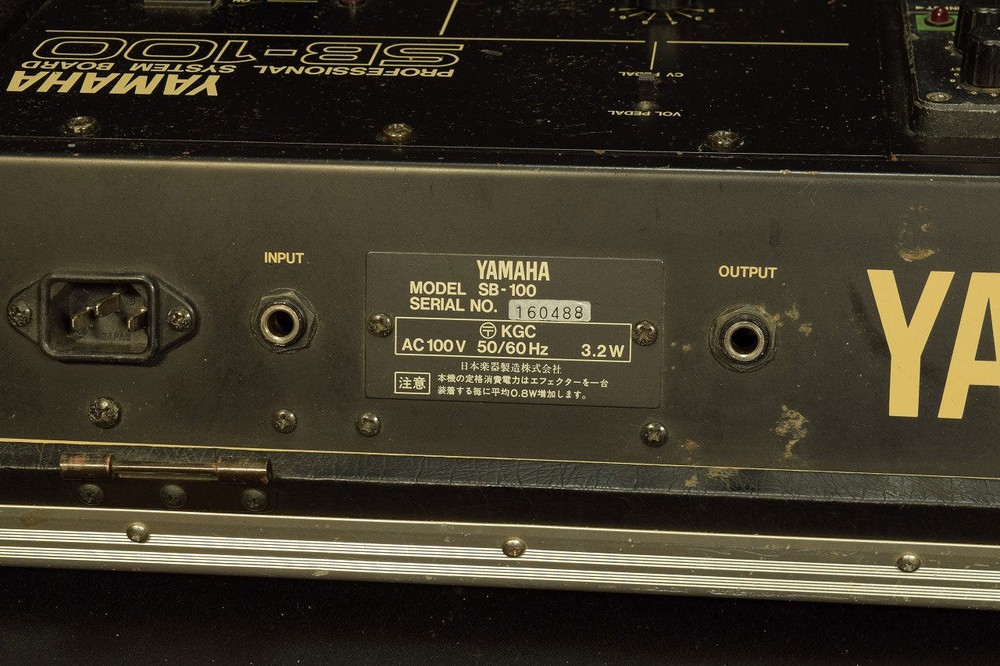 YAMAHA
PROFESSIONAL
SYSTEM BOARD
SB-100
CV PEDAL
VOL PEDAL
INPUT
YAMAHA
MODEL SB-100
SERIAL NO. 160488
〒 KGC
AC100V 50/60Hz 3.2W
日本楽器製造株式会社
注意 本機の定格消費電力はエフェクターを一台
装着する毎に平均0.8W増加します。
OUTPUT
YA